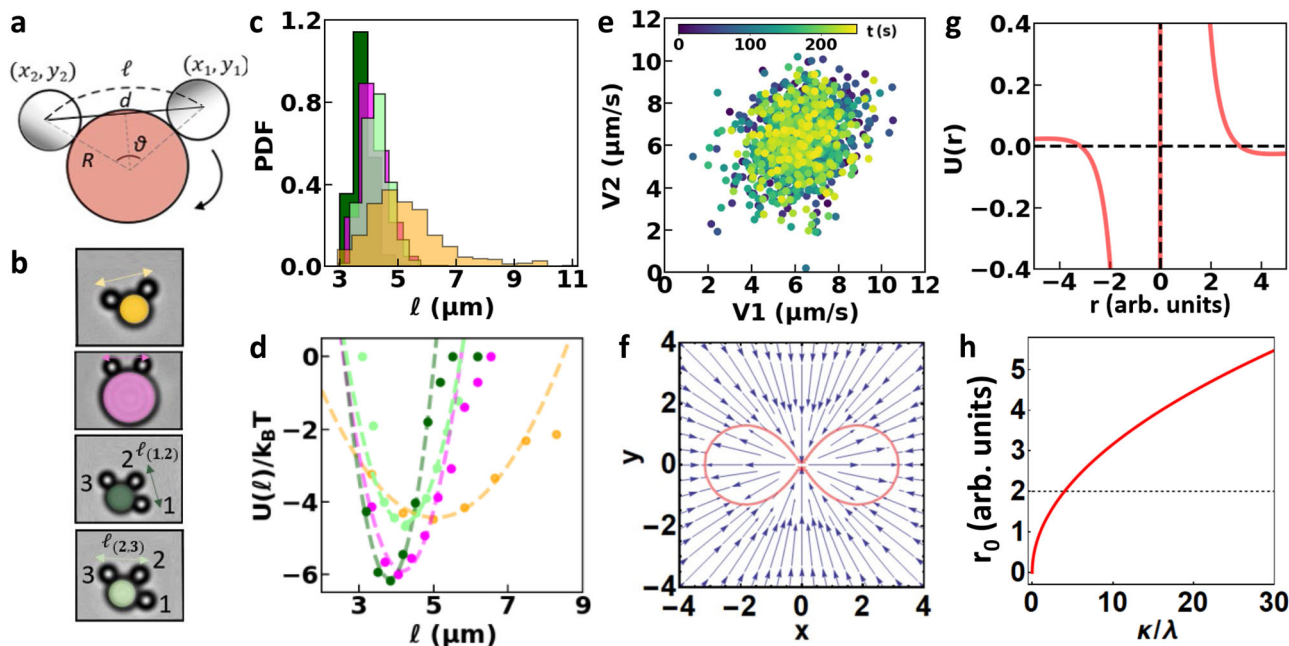 a
(x₂, y₂)
ℓ
(x₁, y₁)
d
ϑ
R
b
ℓ(1,2)
2
3
1
ℓ(2,3)
3
2
1
c
1.2
0.8
0.4
0.0
PDF
3 5 7 9 11
ℓ (μm)
d
0
−2
−4
−6
U(ℓ)/k_BT
3 5 7 9
ℓ (μm)
e
t (s)
0 100 200
12
10
8
6
4
2
0
V2 (μm/s)
0 2 4 6 8 10 12
V1 (μm/s)
f
4
2
0
−2
−4
y
−4 −2 0 2 4
x
g
0.4
0.2
0.0
−0.2
−0.4
U(r)
−4 −2 0 2 4
r (arb. units)
h
5
4
3
2
1
0
r₀ (arb. units)
0 10 20 30
κ/λ